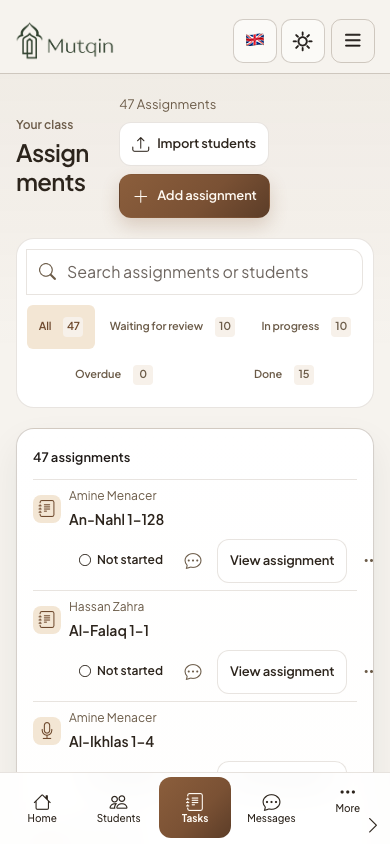 Mutqin
47 Assignments
Your class
Assign
ments
Import students
Add assignment
Search assignments or students
All 47 Waiting for review 10 In progress 10
Overdue 0 Done 15
47 assignments
Amine Menacer
An-Nahl 1–128
Not started View assignment
Hassan Zahra
Al-Falaq 1–1
Not started View assignment
Amine Menacer
Al-Ikhlas 1–4
Home Students Tasks Messages More